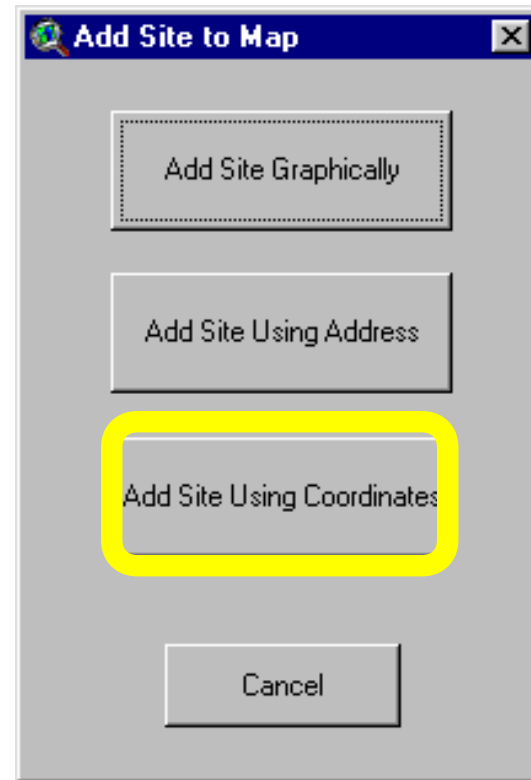 Add Site to Map
Add Site Graphically
Add Site Using Address
Add Site Using Coordinates
Cancel